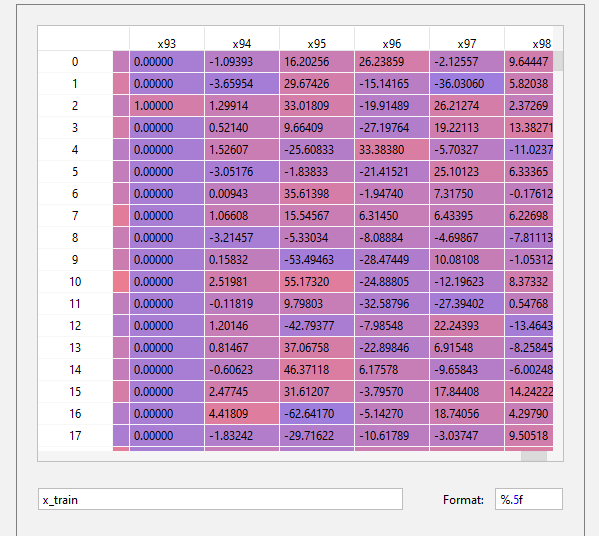 x93 x94 x95 x96 x97 x98
0 0.00000 -1.09393 16.20256 26.23859 -2.12557 9.64447
1 0.00000 -3.65954 29.67426 -15.14165 -36.03060 5.82038
2 1.00000 1.29914 33.01809 -19.91489 26.21274 2.37269
3 0.00000 0.52140 9.66409 -27.19764 19.22113 13.38271
4 0.00000 1.52607 -25.60833 33.38380 -5.70327 -11.0237
5 0.00000 -3.05176 -1.83833 -21.41521 25.10123 6.33365
6 0.00000 0.00943 35.61398 -1.94740 7.31750 -0.17612
7 0.00000 1.06608 15.54567 6.31450 6.43395 6.22698
8 0.00000 -3.21457 -5.33034 -8.08884 -4.69867 -7.81113
9 0.00000 0.15832 -53.49463 -28.47449 10.08108 -1.05312
10 0.00000 2.51981 55.17320 -24.88805 -12.19623 8.37332
11 0.00000 -0.11819 9.79803 -32.58796 -27.39402 0.54768
12 0.00000 1.20146 -42.79377 -7.98548 22.24393 -13.4643
13 0.00000 0.81467 37.06758 -22.89846 6.91548 -8.25845
14 0.00000 -0.60623 46.37118 6.17578 -9.65843 -6.00248
15 0.00000 2.47745 31.61207 -3.79570 17.84408 14.24222
16 0.00000 4.41809 -62.64170 -5.14270 18.74056 4.29790
17 0.00000 -1.83242 -29.71622 -10.61789 -3.03747 9.50518
x_train Format: %.5f